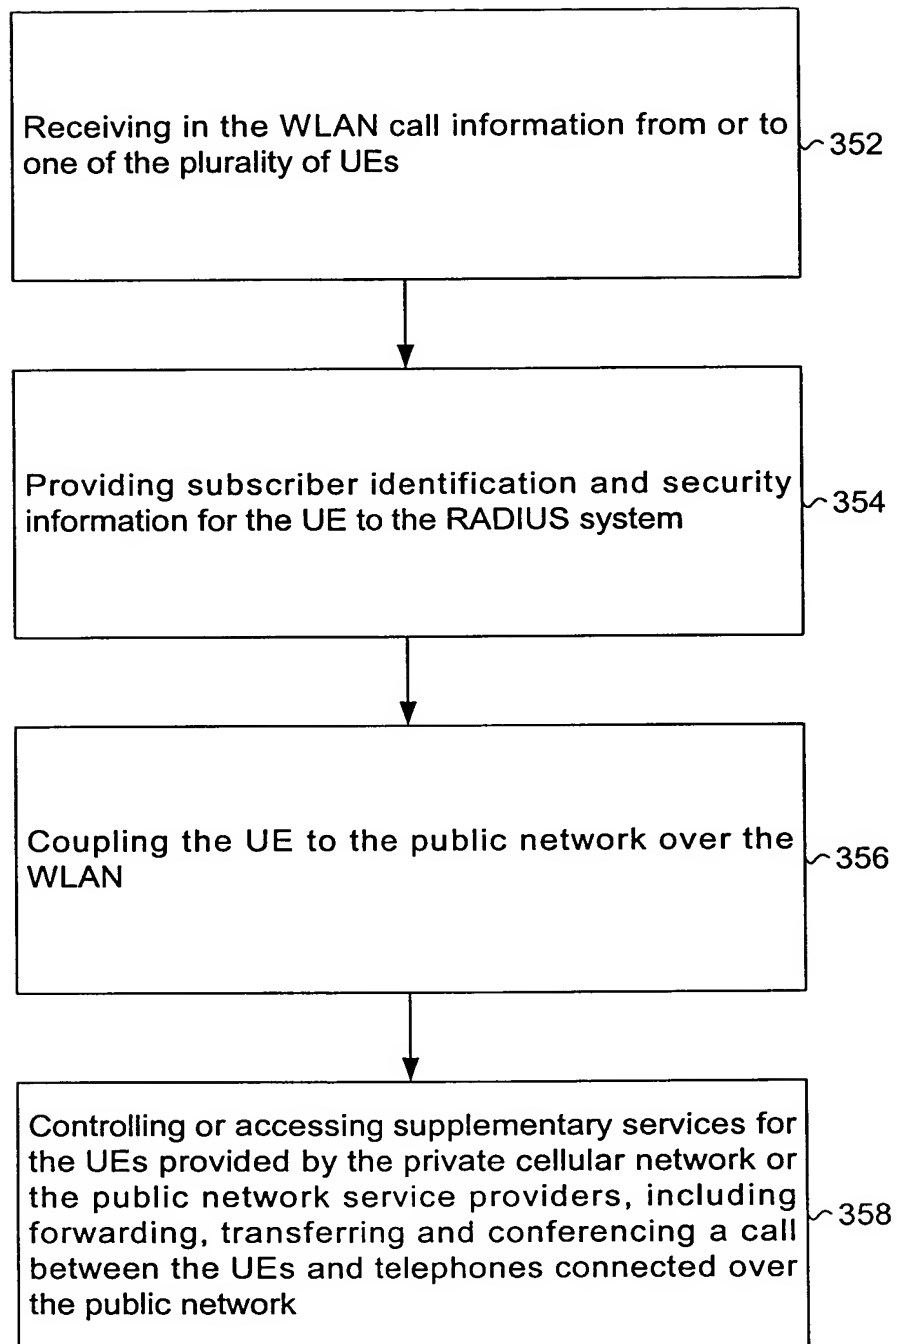 Receiving in the WLAN call information from or to
one of the plurality of UEs
352
Providing subscriber identification and security
information for the UE to the RADIUS system
354
Coupling the UE to the public network over the
WLAN
356
Controlling or accessing supplementary services for
the UEs provided by the private cellular network or
the public network service providers, including
forwarding, transferring and conferencing a call
between the UEs and telephones connected over
the public network
358